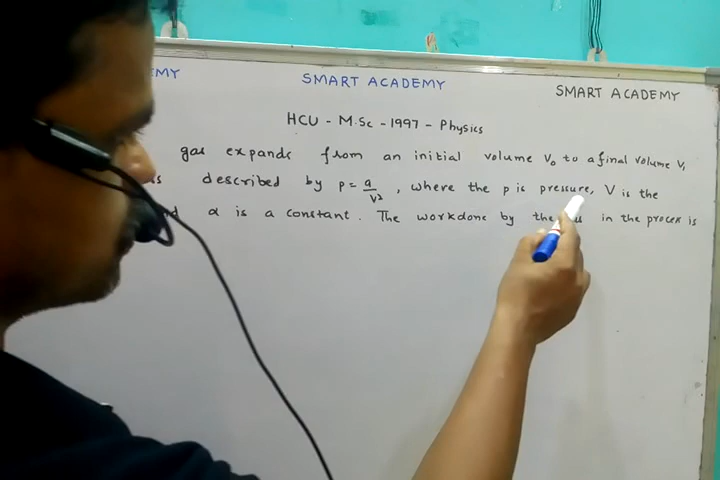 SMART ACADEMY
SMART ACADEMY
HCU - M.Sc - 1997 - Physics
gas expands from an initial volume V₀ to a final volume V₁
described by p = a/V², where the p is pressure, V is the
α is a constant. The workdone by the in the process is